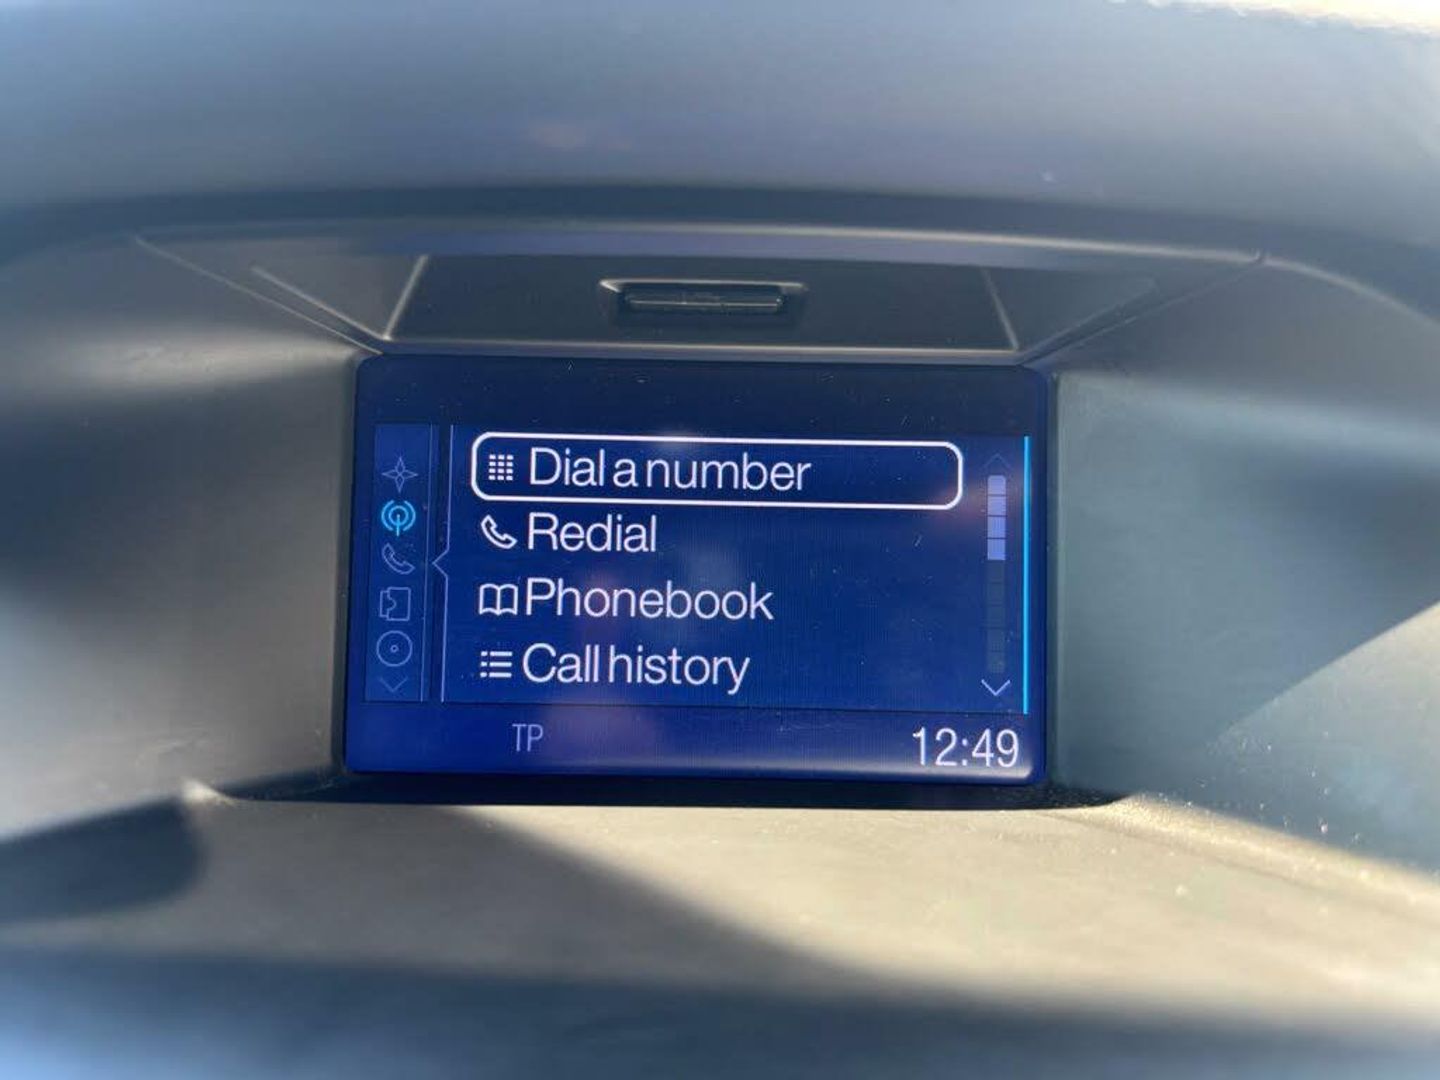 Dial a number
Redial
Phonebook
Call history
TP
12:49